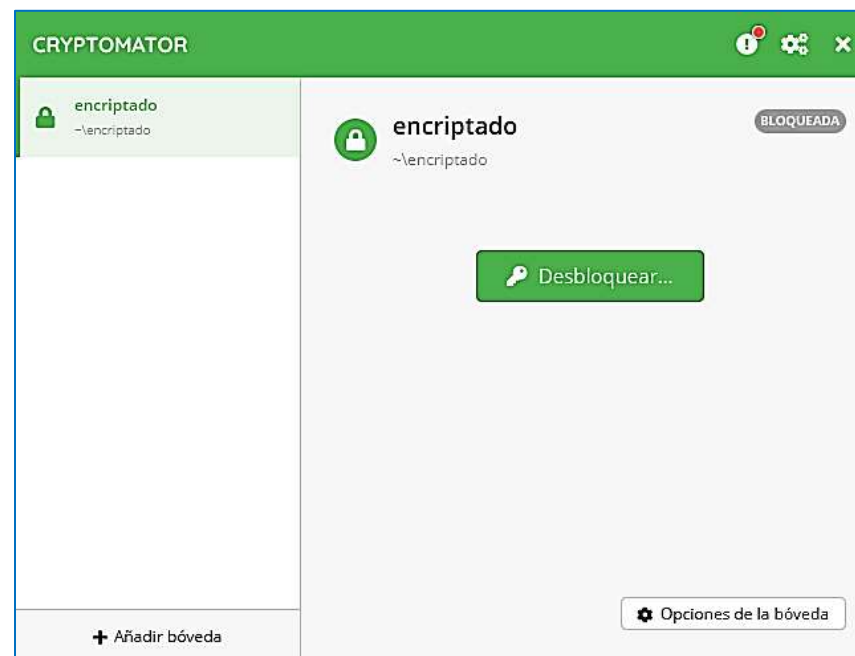 CRYPTOMATOR
encriptado
~\encriptado
encriptado
BLOQUEADA
~\encriptado
Desbloquear...
Opciones de la bóveda
+ Añadir bóveda